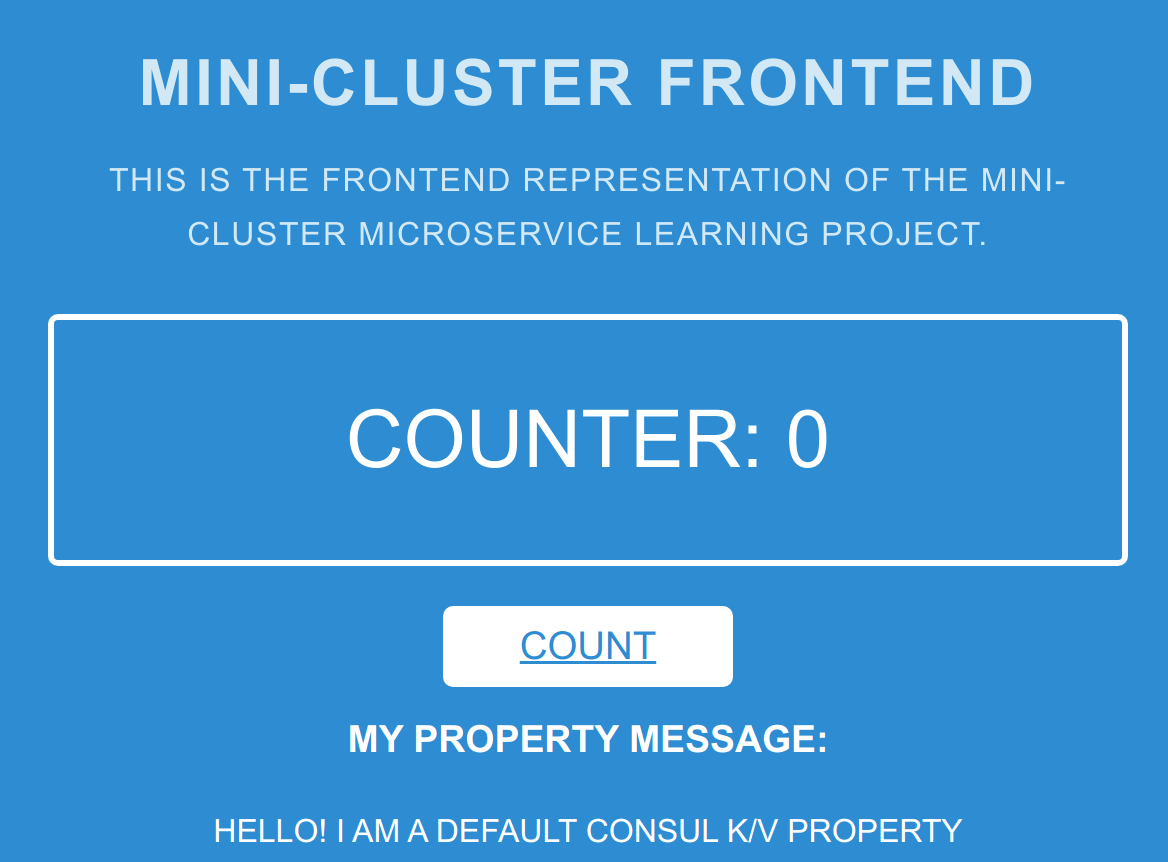 MINI-CLUSTER FRONTEND
THIS IS THE FRONTEND REPRESENTATION OF THE MINI-
CLUSTER MICROSERVICE LEARNING PROJECT.
COUNTER: 0
COUNT
MY PROPERTY MESSAGE:
HELLO! I AM A DEFAULT CONSUL K/V PROPERTY